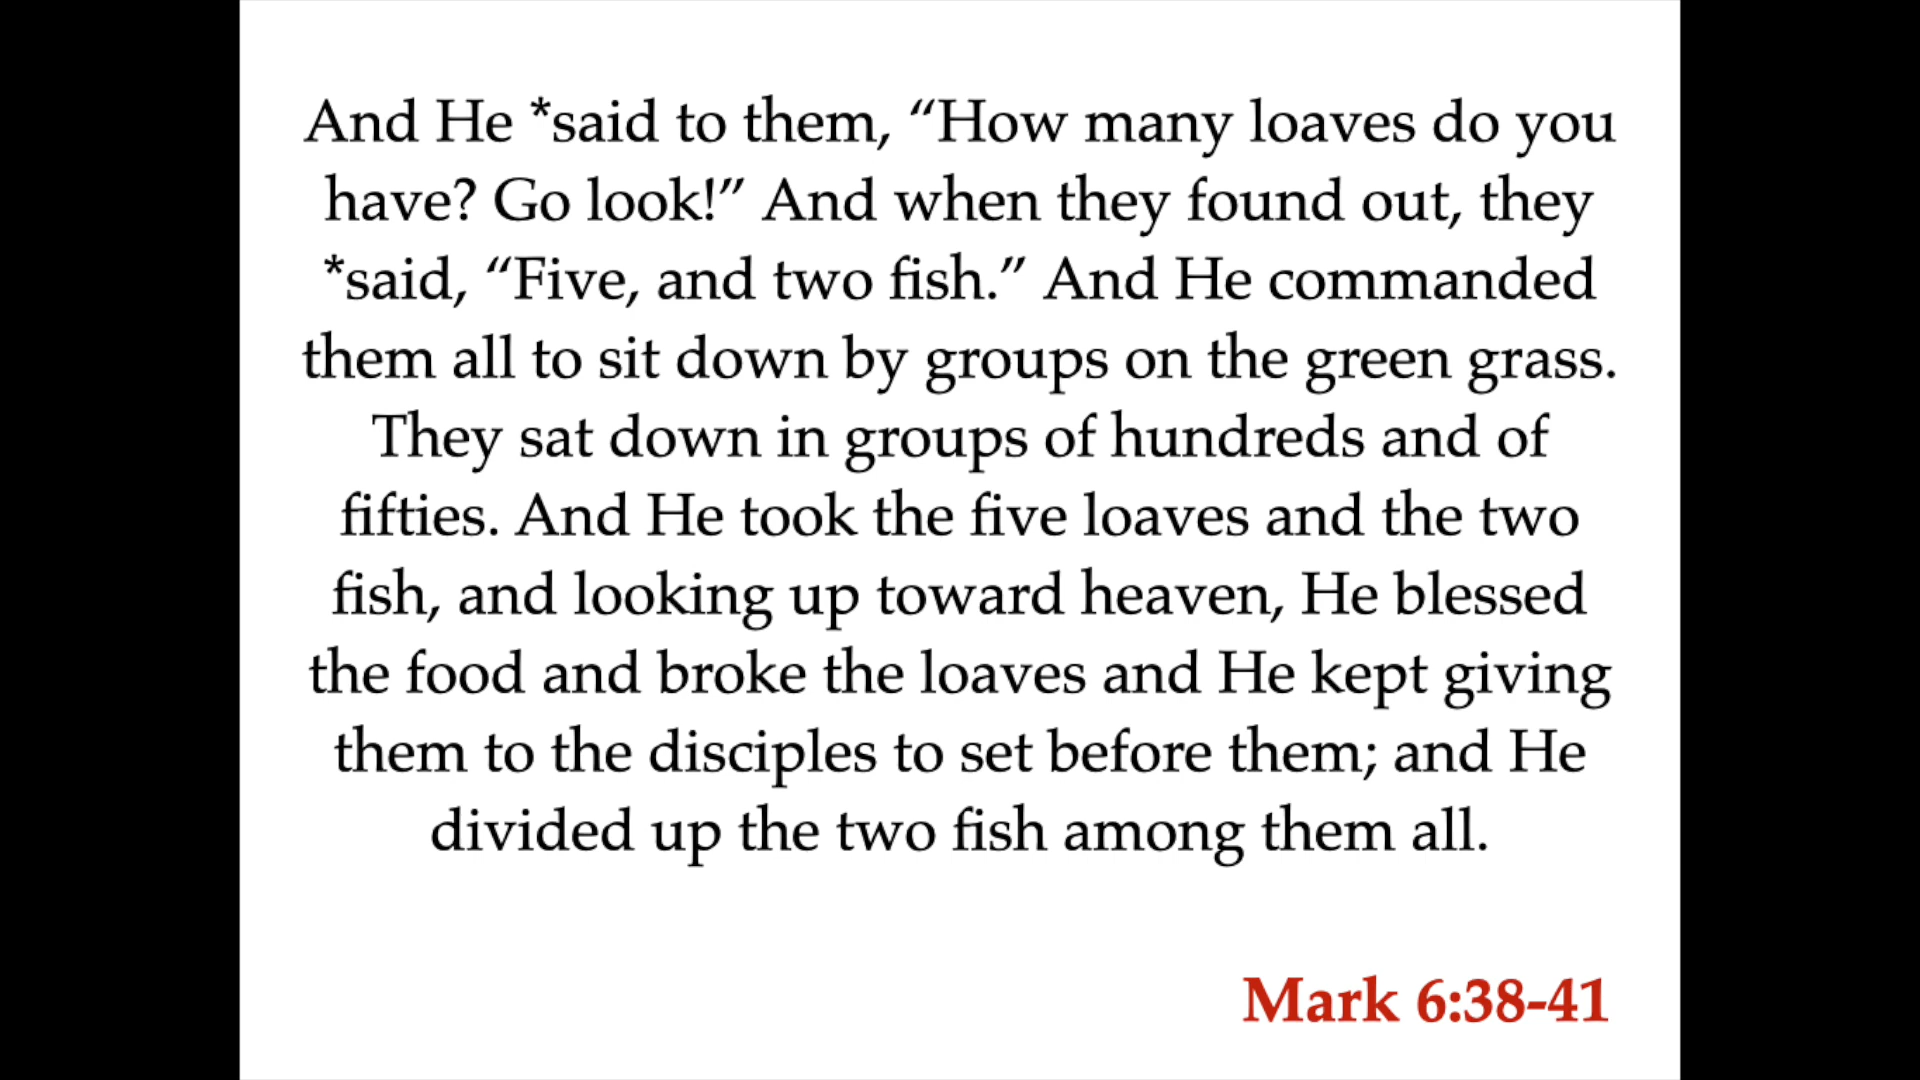 And He *said to them, “How many loaves do you
have? Go look!” And when they found out, they
*said, “Five, and two fish.” And He commanded
them all to sit down by groups on the green grass.
They sat down in groups of hundreds and of
fifties. And He took the five loaves and the two
fish, and looking up toward heaven, He blessed
the food and broke the loaves and He kept giving
them to the disciples to set before them; and He
divided up the two fish among them all.
Mark 6:38-41